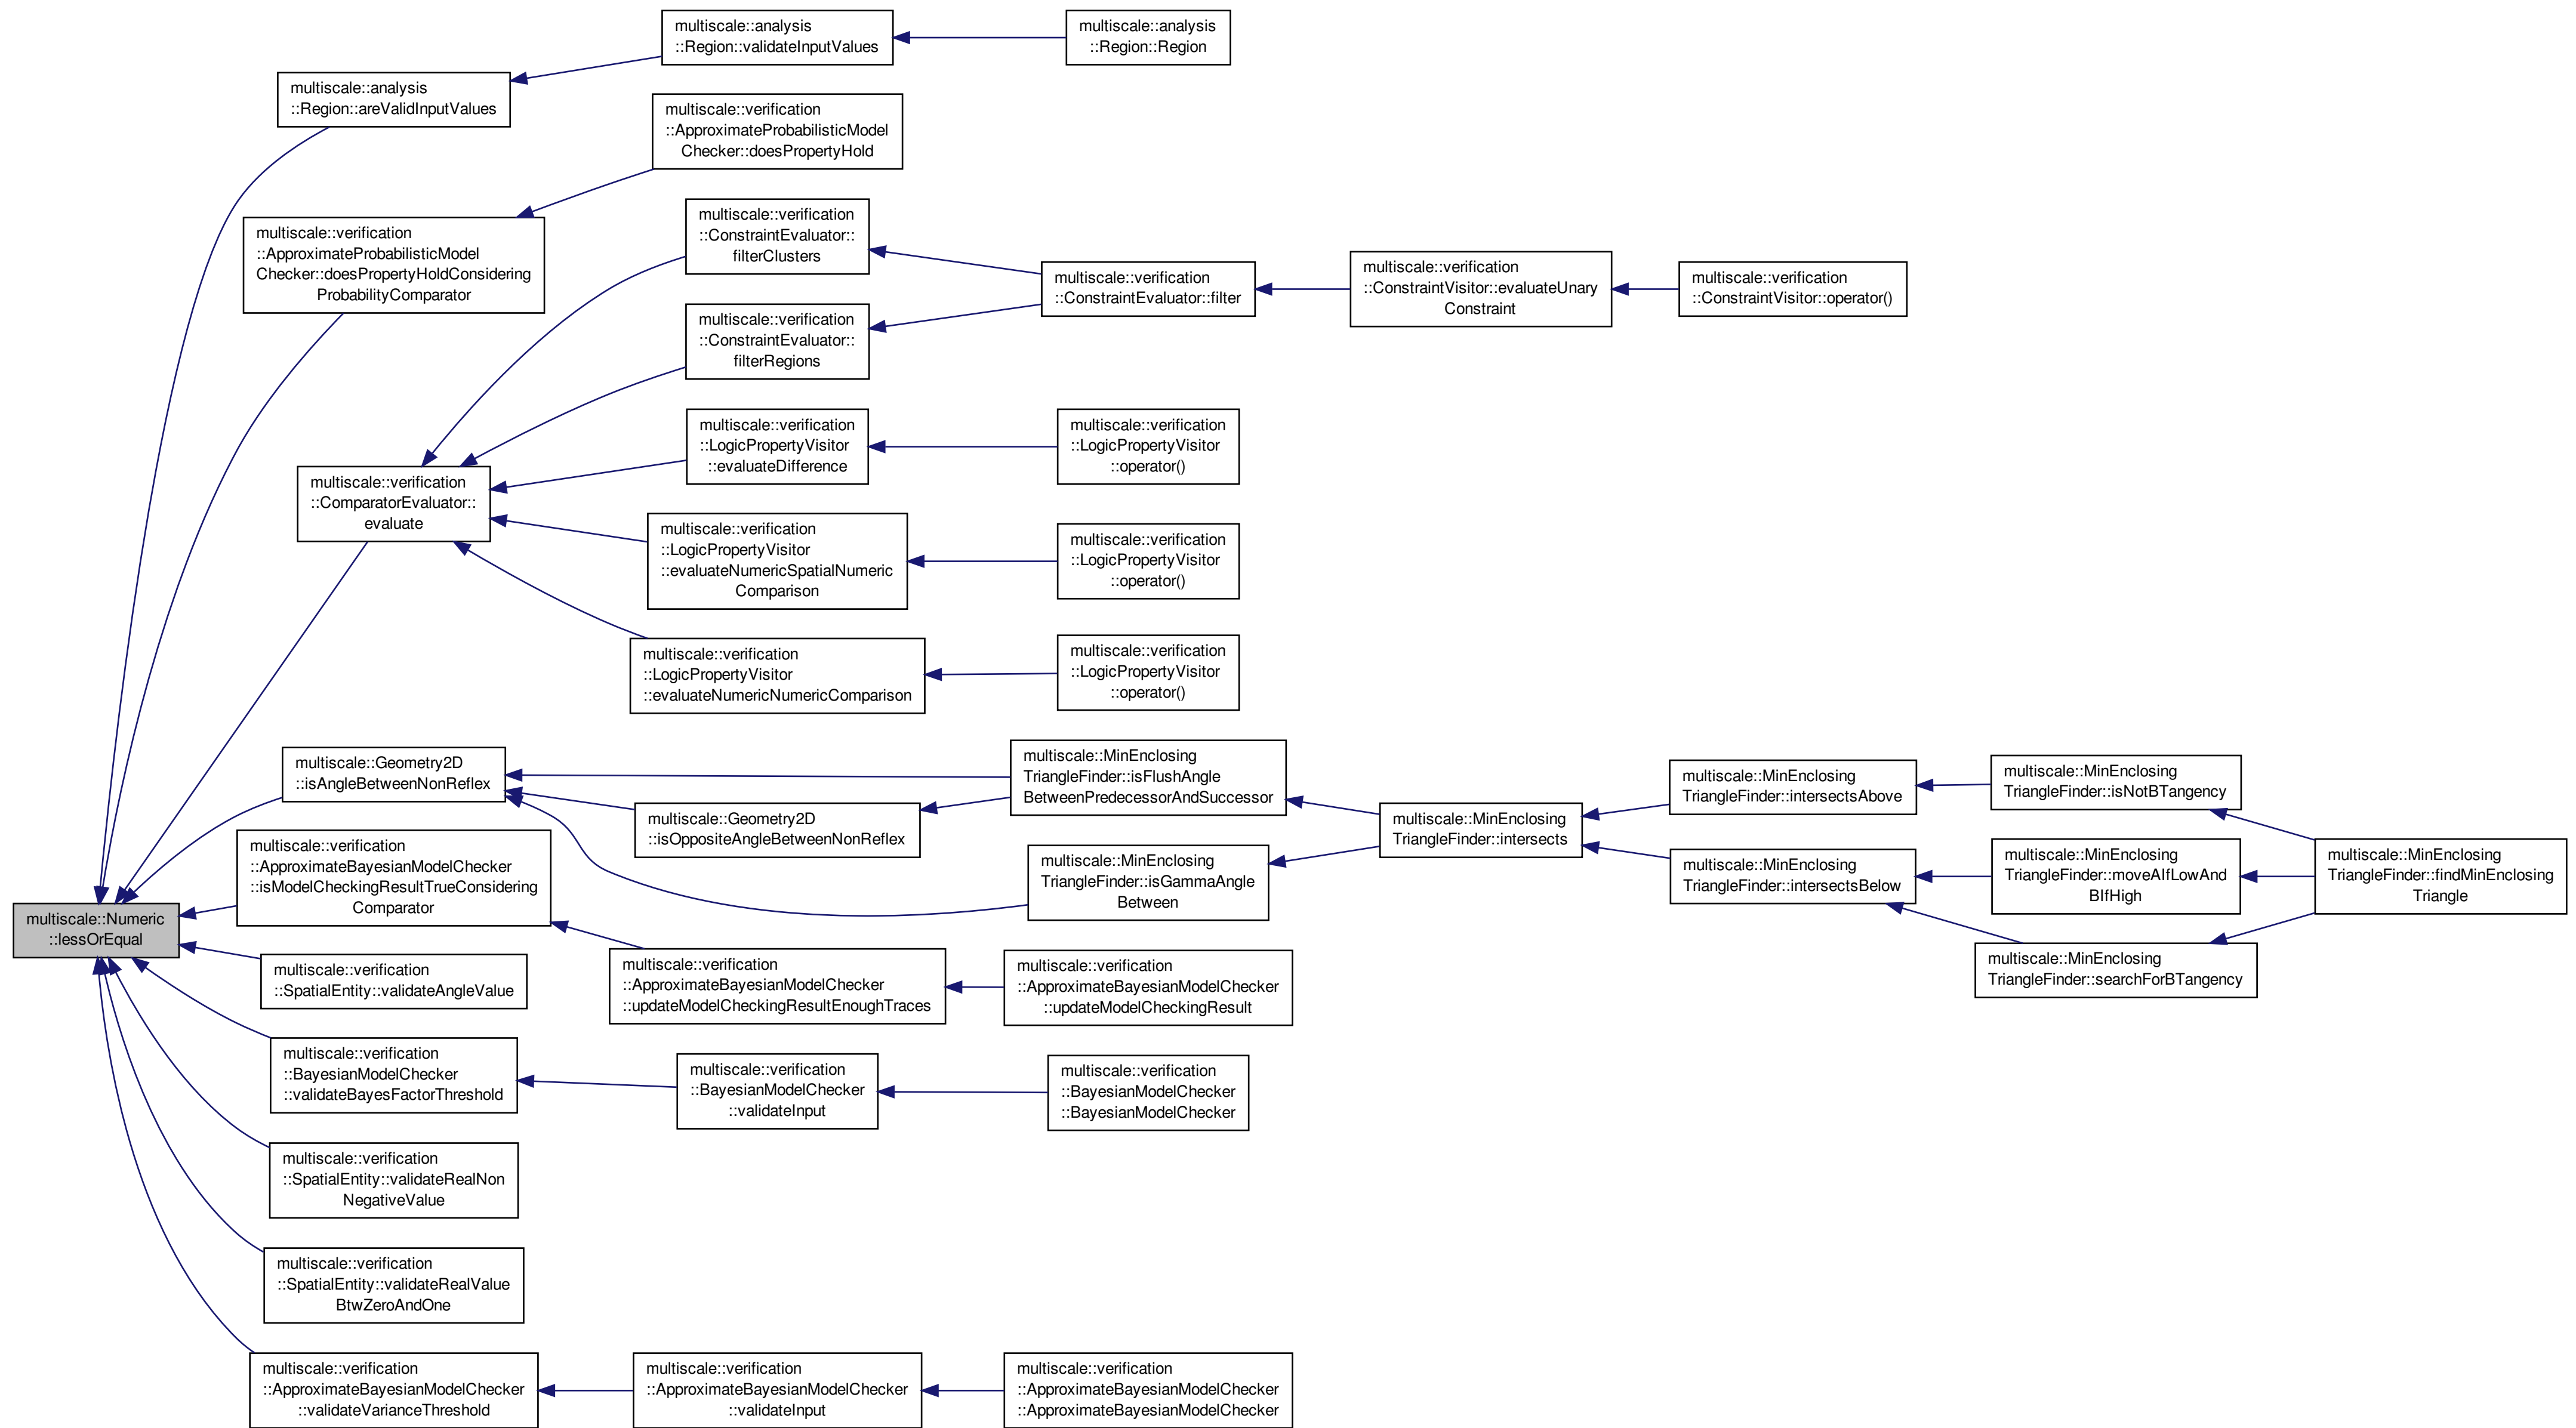 multiscale::analysis
::Region::validateInputValues
multiscale::analysis
::Region::Region
multiscale::analysis
::Region::areValidInputValues
multiscale::verification
::ApproximateProbabilisticModel
Checker::doesPropertyHold
multiscale::verification
::ApproximateProbabilisticModel
Checker::doesPropertyHoldConsidering
ProbabilityComparator
multiscale::verification
::ConstraintEvaluator::
filterClusters
multiscale::verification
::ConstraintEvaluator::filter
multiscale::verification
::ConstraintVisitor::evaluateUnary
Constraint
multiscale::verification
::ConstraintVisitor::operator()
multiscale::verification
::ConstraintEvaluator::
filterRegions
multiscale::verification
::LogicPropertyVisitor
::evaluateDifference
multiscale::verification
::LogicPropertyVisitor
::operator()
multiscale::verification
::ComparatorEvaluator::
evaluate
multiscale::verification
::LogicPropertyVisitor
::evaluateNumericSpatialNumeric
Comparison
multiscale::verification
::LogicPropertyVisitor
::operator()
multiscale::verification
::LogicPropertyVisitor
::evaluateNumericNumericComparison
multiscale::verification
::LogicPropertyVisitor
::operator()
multiscale::Geometry2D
::isAngleBetweenNonReflex
multiscale::MinEnclosing
TriangleFinder::isFlushAngle
BetweenPredecessorAndSuccessor
multiscale::Geometry2D
::isOppositeAngleBetweenNonReflex
multiscale::MinEnclosing
TriangleFinder::intersects
multiscale::MinEnclosing
TriangleFinder::intersectsAbove
multiscale::MinEnclosing
TriangleFinder::isNotBTangency
multiscale::MinEnclosing
TriangleFinder::isGammaAngle
Between
multiscale::MinEnclosing
TriangleFinder::intersectsBelow
multiscale::MinEnclosing
TriangleFinder::moveAIfLowAnd
BIfHigh
multiscale::MinEnclosing
TriangleFinder::findMinEnclosing
Triangle
multiscale::MinEnclosing
TriangleFinder::searchForBTangency
multiscale::verification
::ApproximateBayesianModelChecker
::isModelCheckingResultTrueConsidering
Comparator
multiscale::Numeric
::lessOrEqual
multiscale::verification
::ApproximateBayesianModelChecker
::updateModelCheckingResultEnoughTraces
multiscale::verification
::ApproximateBayesianModelChecker
::updateModelCheckingResult
multiscale::verification
::SpatialEntity::validateAngleValue
multiscale::verification
::BayesianModelChecker
::validateBayesFactorThreshold
multiscale::verification
::BayesianModelChecker
::validateInput
multiscale::verification
::BayesianModelChecker
::BayesianModelChecker
multiscale::verification
::SpatialEntity::validateRealNon
NegativeValue
multiscale::verification
::SpatialEntity::validateRealValue
BtwZeroAndOne
multiscale::verification
::ApproximateBayesianModelChecker
::validateVarianceThreshold
multiscale::verification
::ApproximateBayesianModelChecker
::validateInput
multiscale::verification
::ApproximateBayesianModelChecker
::ApproximateBayesianModelChecker